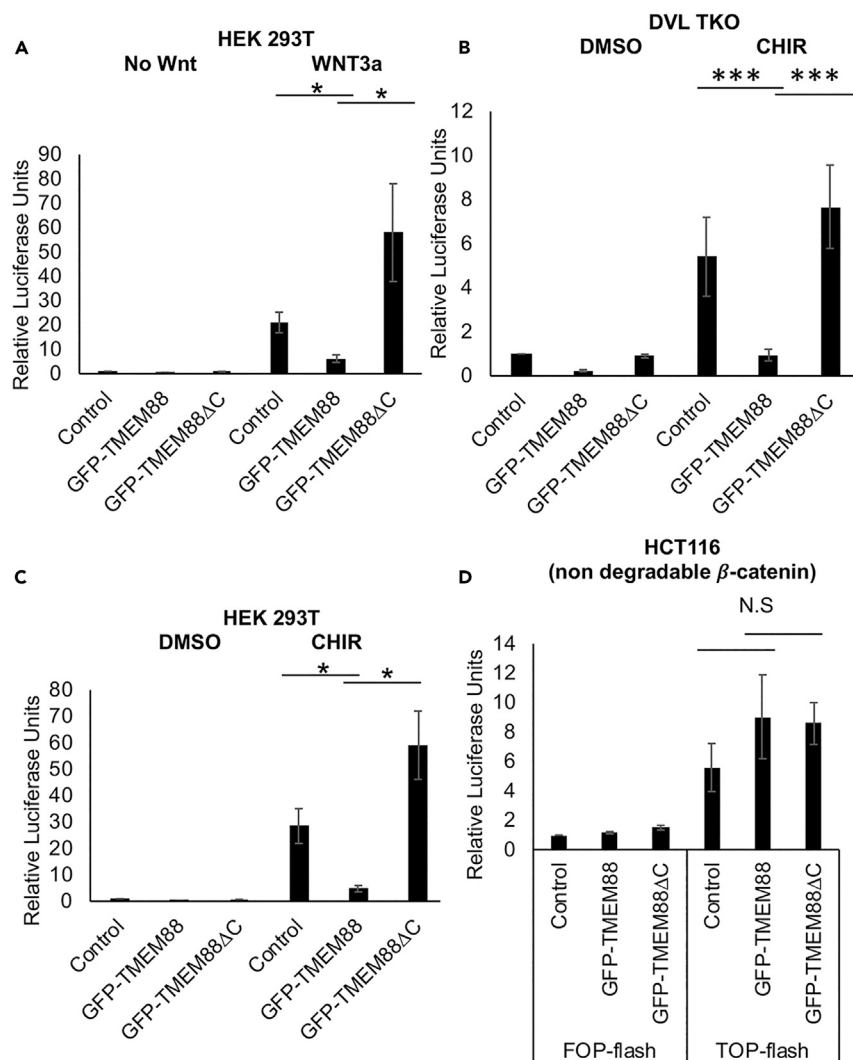 A
HEK 293T
No Wnt
WNT3a
*
*
Relative Luciferase Units
90
80
70
60
50
40
30
20
10
0
Control
GFP-TMEM88
GFP-TMEM88ΔC
Control
GFP-TMEM88
GFP-TMEM88ΔC
B
DVL TKO
DMSO
CHIR
***
***
Relative Luciferase Units
12
10
8
6
4
2
0
Control
GFP-TMEM88
GFP-TMEM88ΔC
Control
GFP-TMEM88
GFP-TMEM88ΔC
C
HEK 293T
DMSO
CHIR
*
*
Relative Luciferase Units
80
70
60
50
40
30
20
10
0
Control
GFP-TMEM88
GFP-TMEM88ΔC
Control
GFP-TMEM88
GFP-TMEM88ΔC
D
HCT116
(non degradable β-catenin)
N.S
Relative Luciferase Units
14
12
10
8
6
4
2
0
Control
GFP-TMEM88
GFP-TMEM88ΔC
Control
GFP-TMEM88
GFP-TMEM88ΔC
FOP-flash
TOP-flash